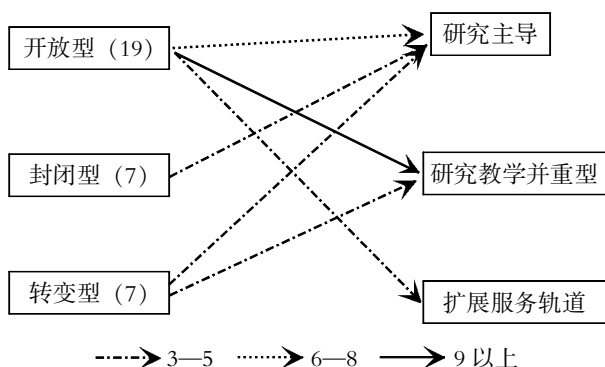 开放型 (19)
研究主导
封闭型 (7)
研究教学并重型
转变型 (7)
扩展服务轨道
3—5
6—8
9 以上